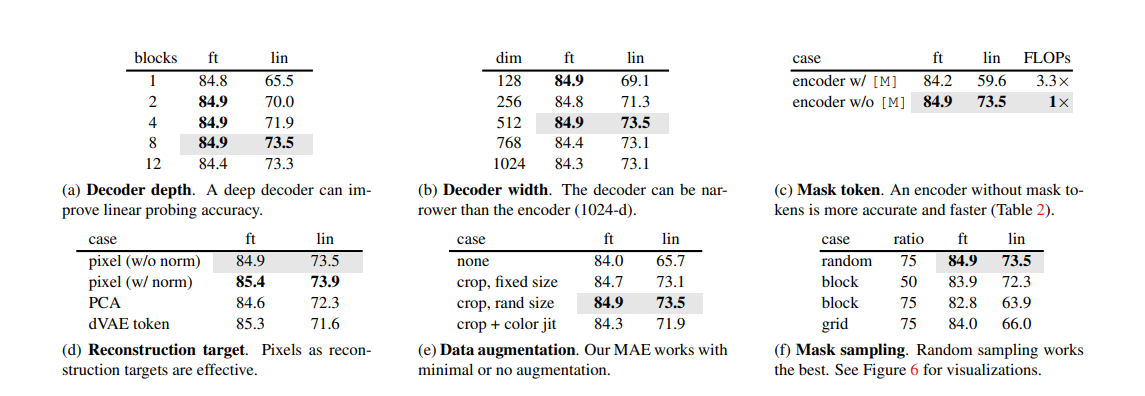 blocks ft lin
1 84.8 65.5
2 84.9 70.0
4 84.9 71.9
8 84.9 73.5
12 84.4 73.3
(a) Decoder depth. A deep decoder can im-
prove linear probing accuracy.
dim ft lin
128 84.9 69.1
256 84.8 71.3
512 84.9 73.5
768 84.4 73.1
1024 84.3 73.1
(b) Decoder width. The decoder can be nar-
rower than the encoder (1024-d).
case ft lin FLOPs
encoder w/ [M] 84.2 59.6 3.3×
encoder w/o [M] 84.9 73.5 1×
(c) Mask token. An encoder without mask to-
kens is more accurate and faster (Table 2).
case ft lin
pixel (w/o norm) 84.9 73.5
pixel (w/ norm) 85.4 73.9
PCA 84.6 72.3
dVAE token 85.3 71.6
(d) Reconstruction target. Pixels as recon-
struction targets are effective.
case ft lin
none 84.0 65.7
crop, fixed size 84.7 73.1
crop, rand size 84.9 73.5
crop + color jit 84.3 71.9
(e) Data augmentation. Our MAE works with
minimal or no augmentation.
case ratio ft lin
random 75 84.9 73.5
block 50 83.9 72.3
block 75 82.8 63.9
grid 75 84.0 66.0
(f) Mask sampling. Random sampling works
the best. See Figure 6 for visualizations.